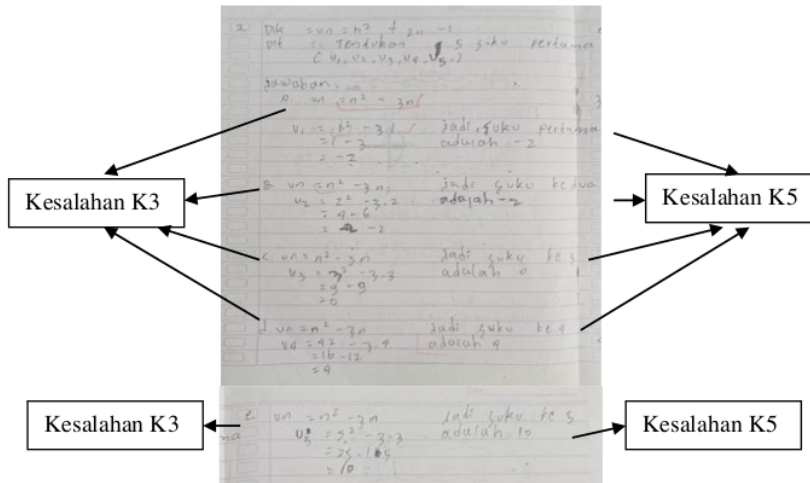 2. Dik = un = n² + 2n - 1
Dit = Tentukan 5 suku pertama
(U₁, U₂, U₃, U₄, U₅)
Jawaban =
a. un = n² - 3n
U₁ = 1² - 3.1 Jadi, suku pertama
= 1 - 3 adalah -2
= -2
Kesalahan K3
Kesalahan K5
B. un = n² - 3n Jadi suku kedua
U₂ = 2² - 3.2 adalah -2
= 4 - 6
= -2
c. un = n² - 3n Jadi suku ke 3
U₃ = 3² - 3.3 adalah 0
= 9 - 9
= 0
d. un = n² - 3n Jadi suku ke 4
U4 = 42 - 3.4 adalah 4
= 16 - 12
= 4
Kesalahan K3
Kesalahan K5
e. un = n² - 3n Jadi suku ke 5
= 5² - 3.3 adalah 10
= 10